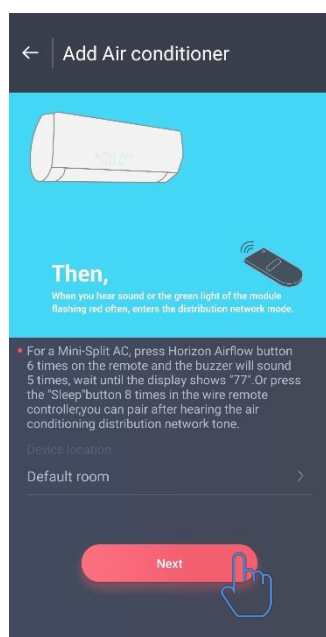 Add Air conditioner
Then,
When you hear sound or the green light of the module
flashing red often, enters the distribution network mode.
For a Mini-Split AC, press Horizon Airflow button
6 times on the remote and the buzzer will sound
5 times, wait until the display shows "77".Or press
the "Sleep"button 8 times in the wire remote
controller,you can pair after hearing the air
conditioning distribution network tone.
Device location
Default room
Next